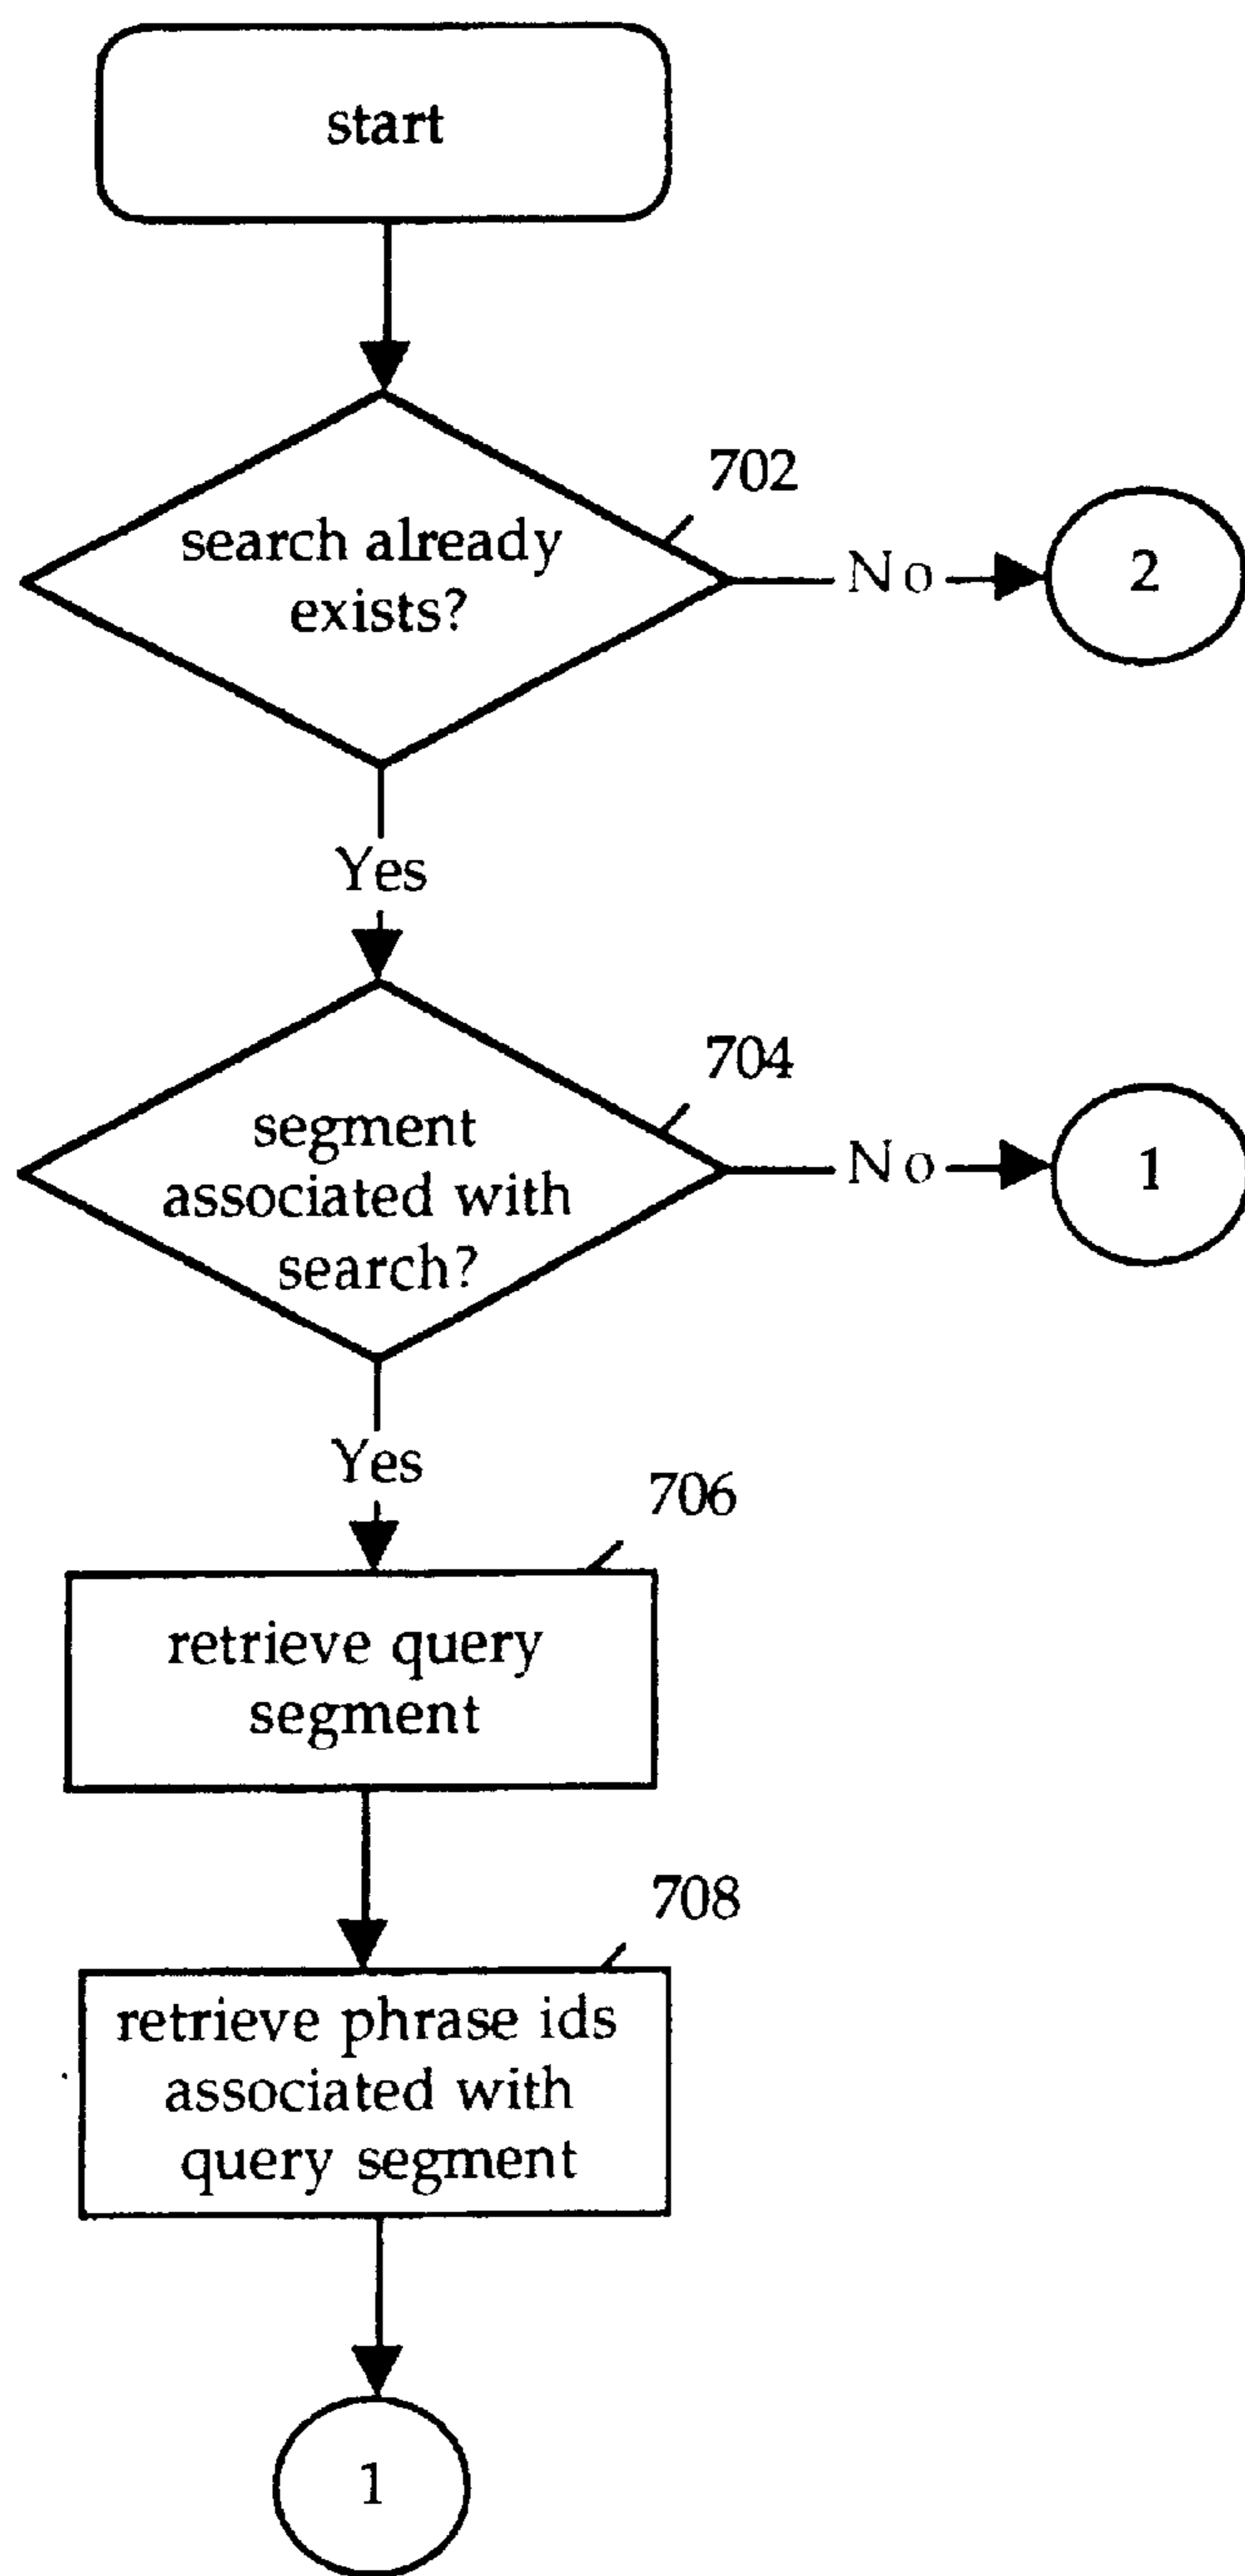 start
702
search already
exists?
No
2
Yes
704
segment
associated with
search?
No
1
Yes
706
retrieve query
segment
708
retrieve phrase ids
associated with
query segment
1